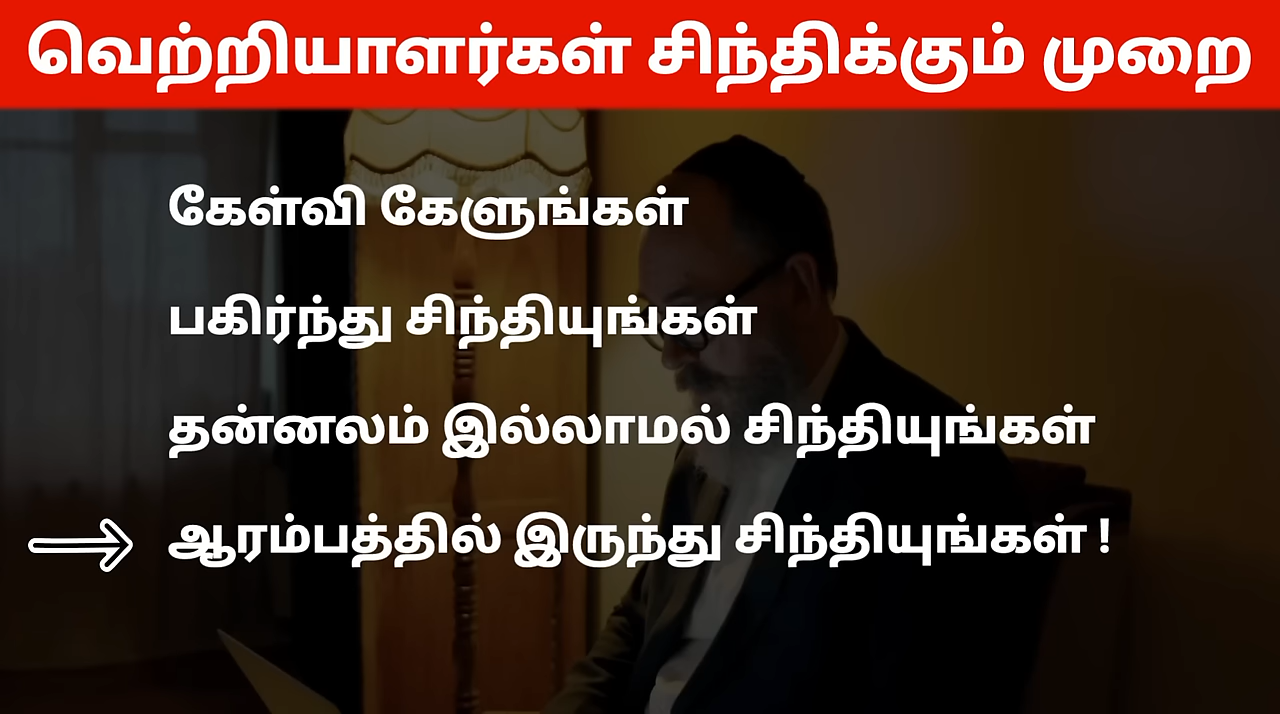 வெற்றியாளர்கள் சிந்திக்கும் முறை
கேள்வி கேளுங்கள்
பகிர்ந்து சிந்தியுங்கள்
தன்னலம் இல்லாமல் சிந்தியுங்கள்
ஆரம்பத்தில் இருந்து சிந்தியுங்கள் !